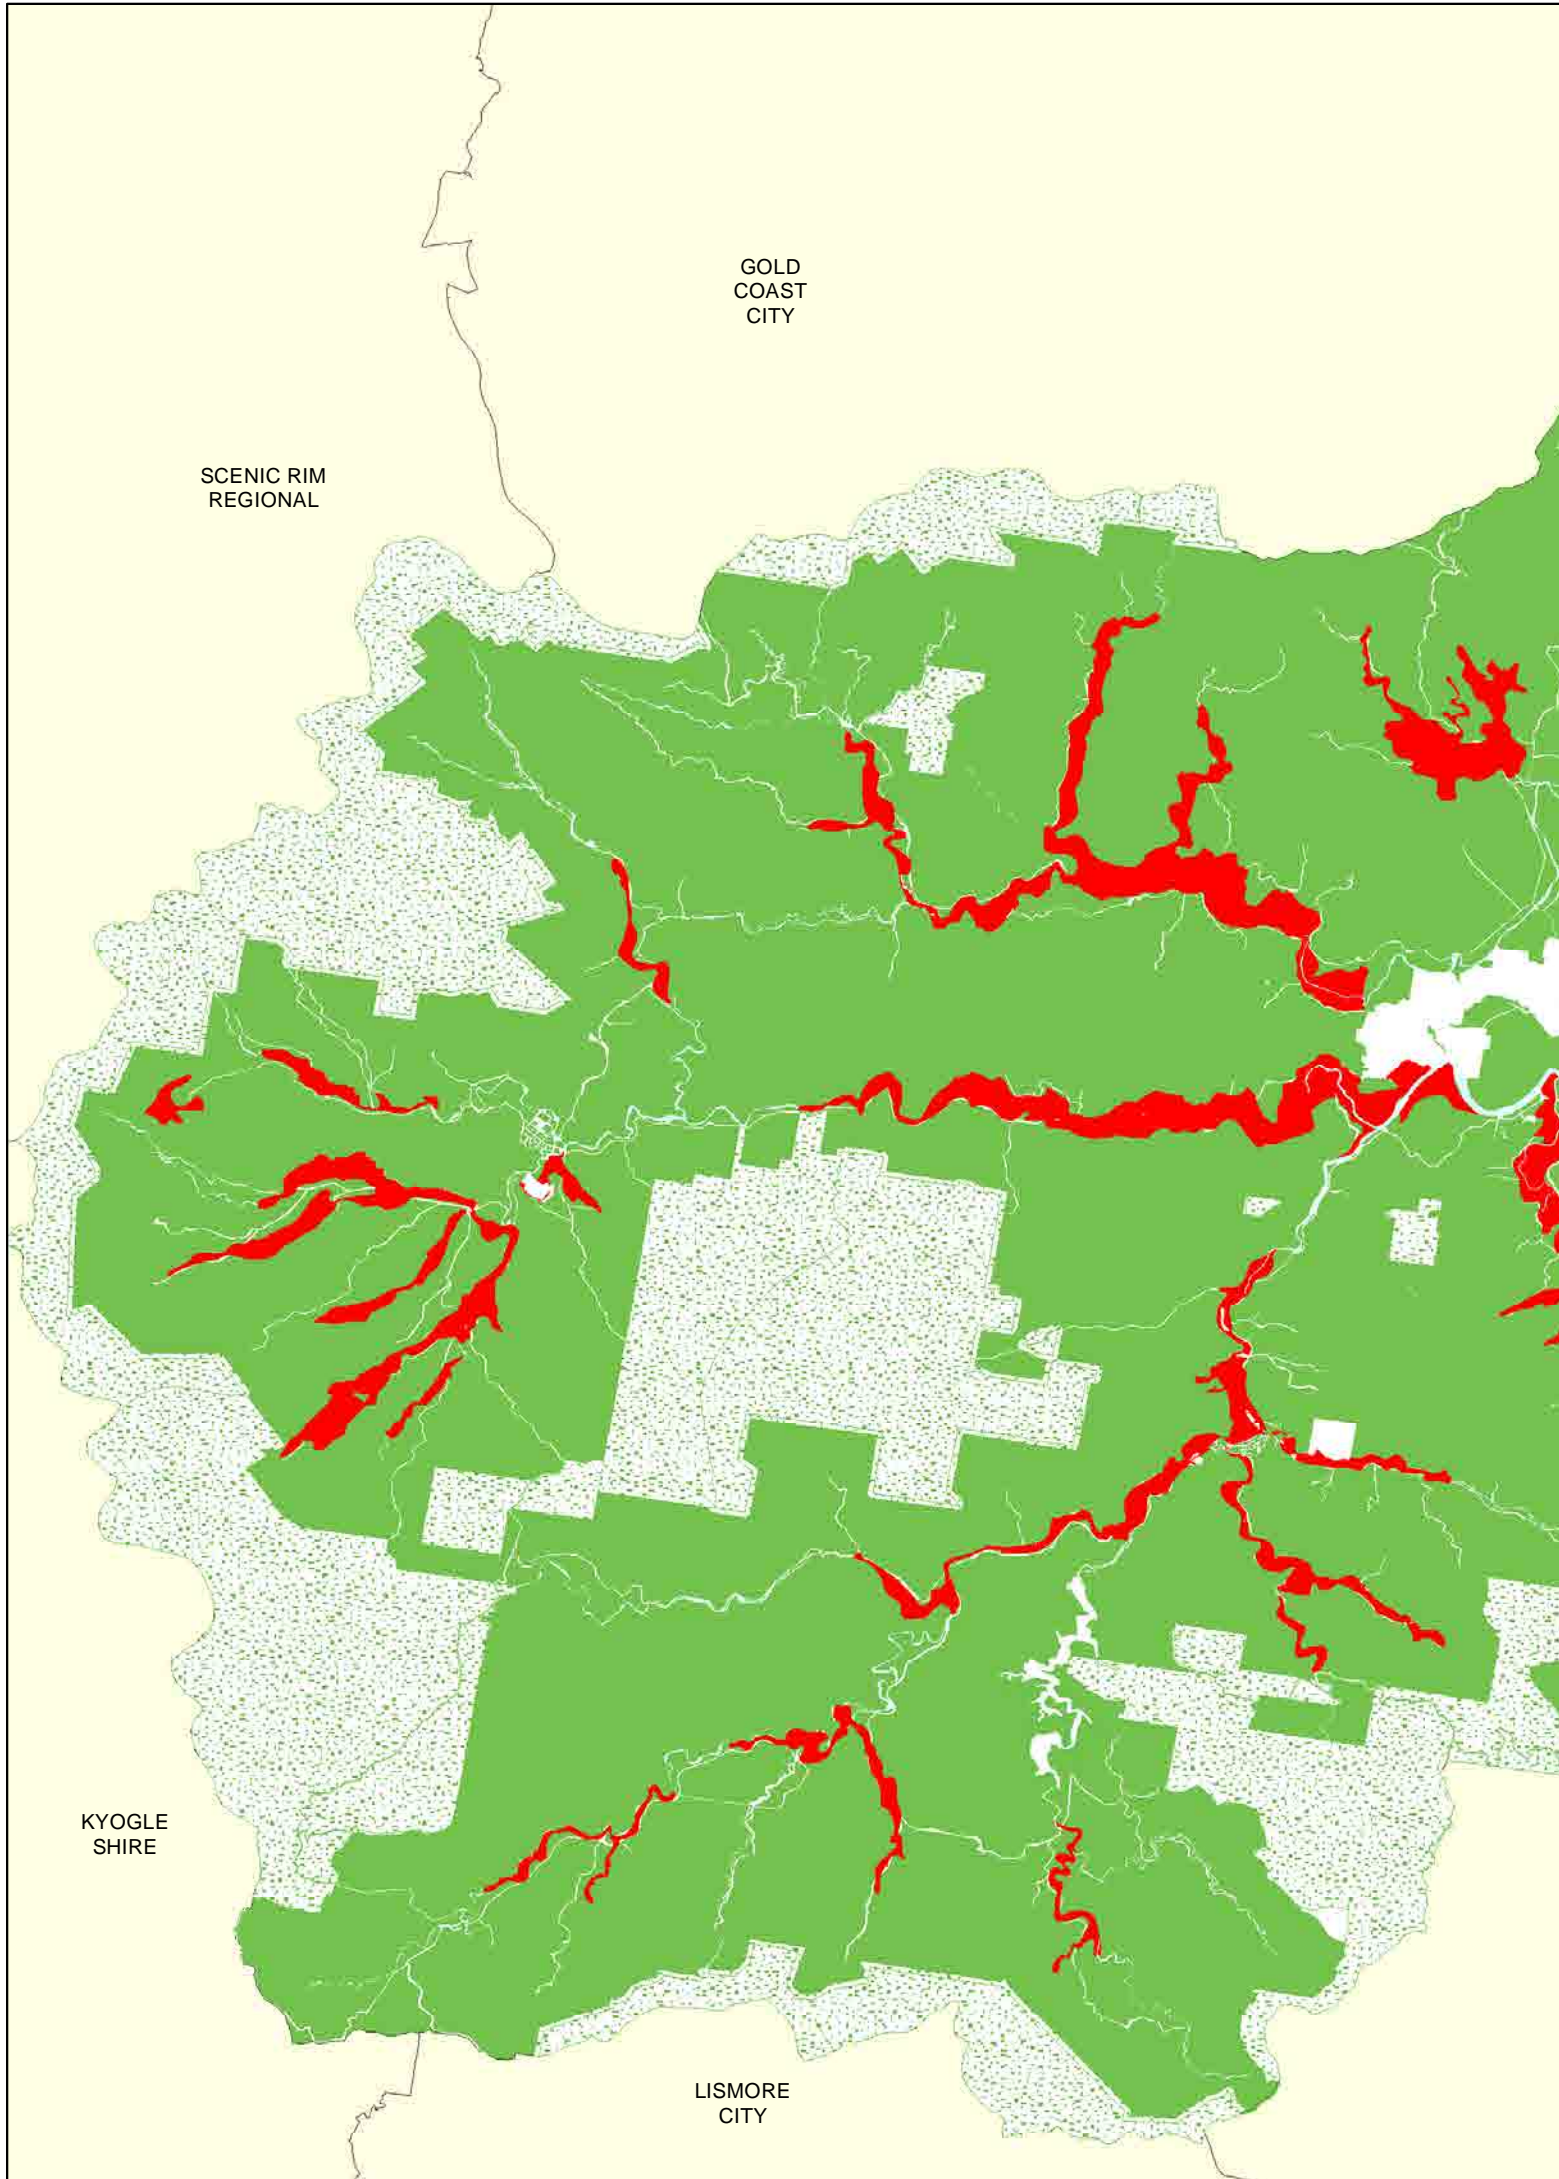 GOLD
COAST
CITY
SCENIC RIM
REGIONAL
KYOGLE
SHIRE
LISMORE
CITY